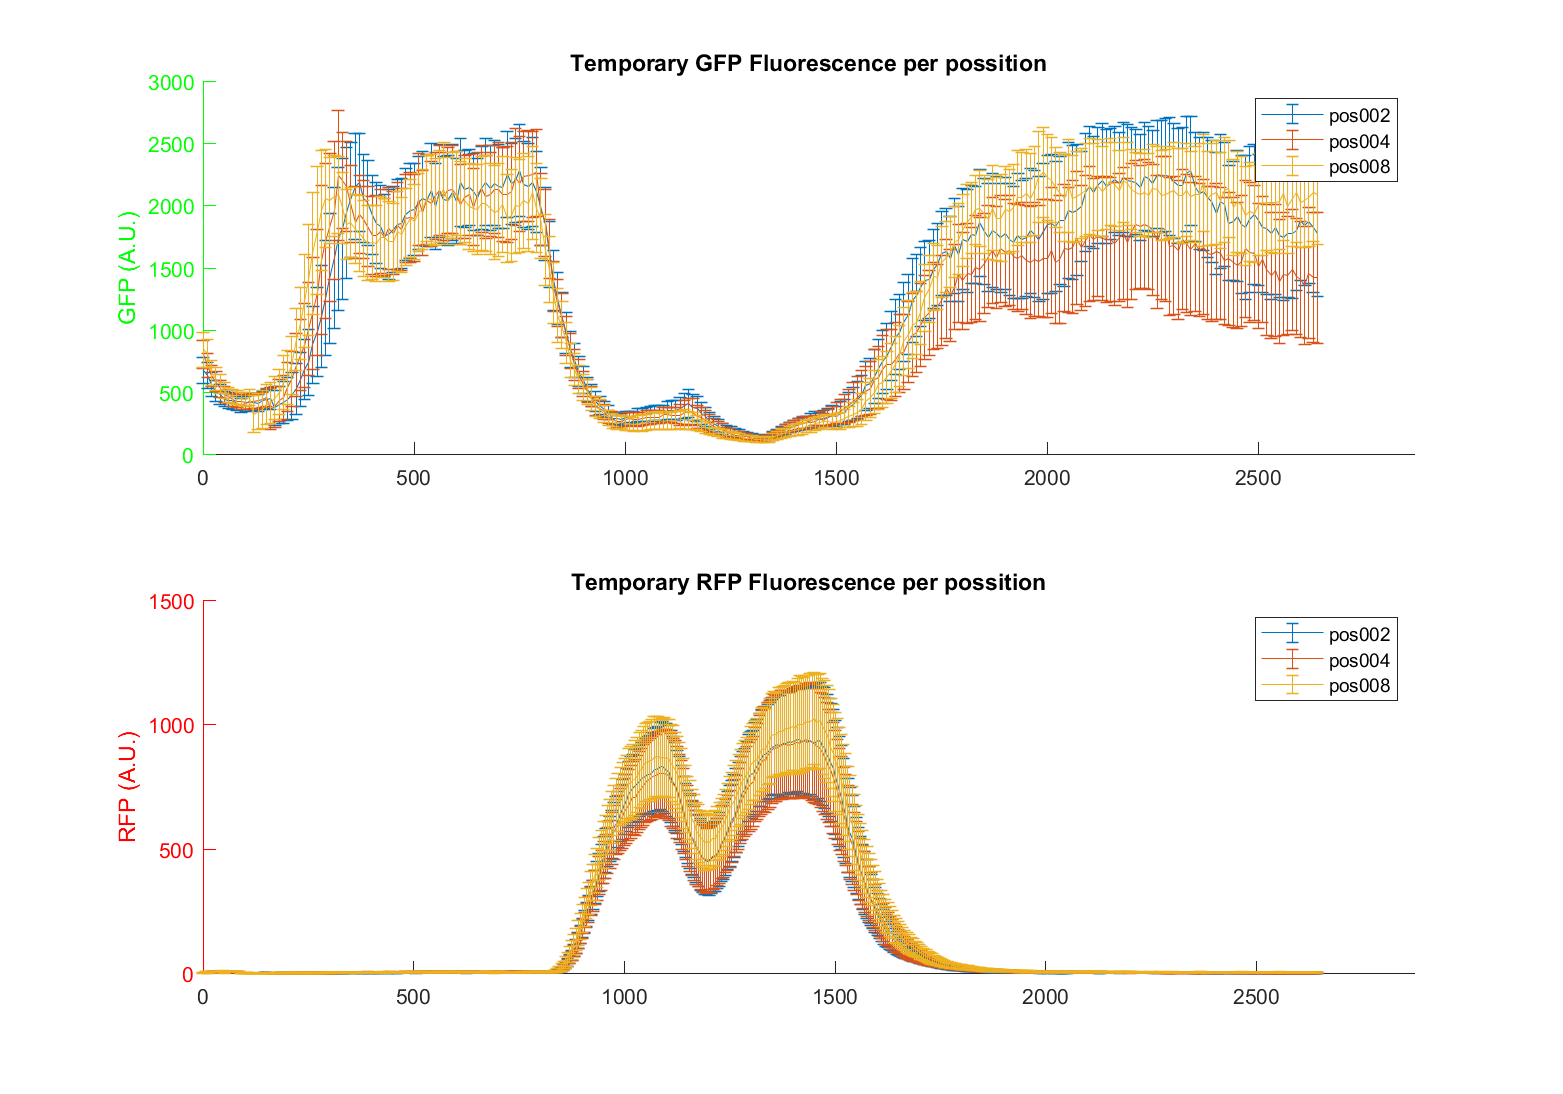 Temporary GFP Fluorescence per possition
GFP (A.U.)
3000
2500
2000
1500
1000
500
0
0 500 1000 1500 2000 2500
pos002
pos004
pos008
Temporary RFP Fluorescence per possition
RFP (A.U.)
1500
1000
500
0
0 500 1000 1500 2000 2500
pos002
pos004
pos008